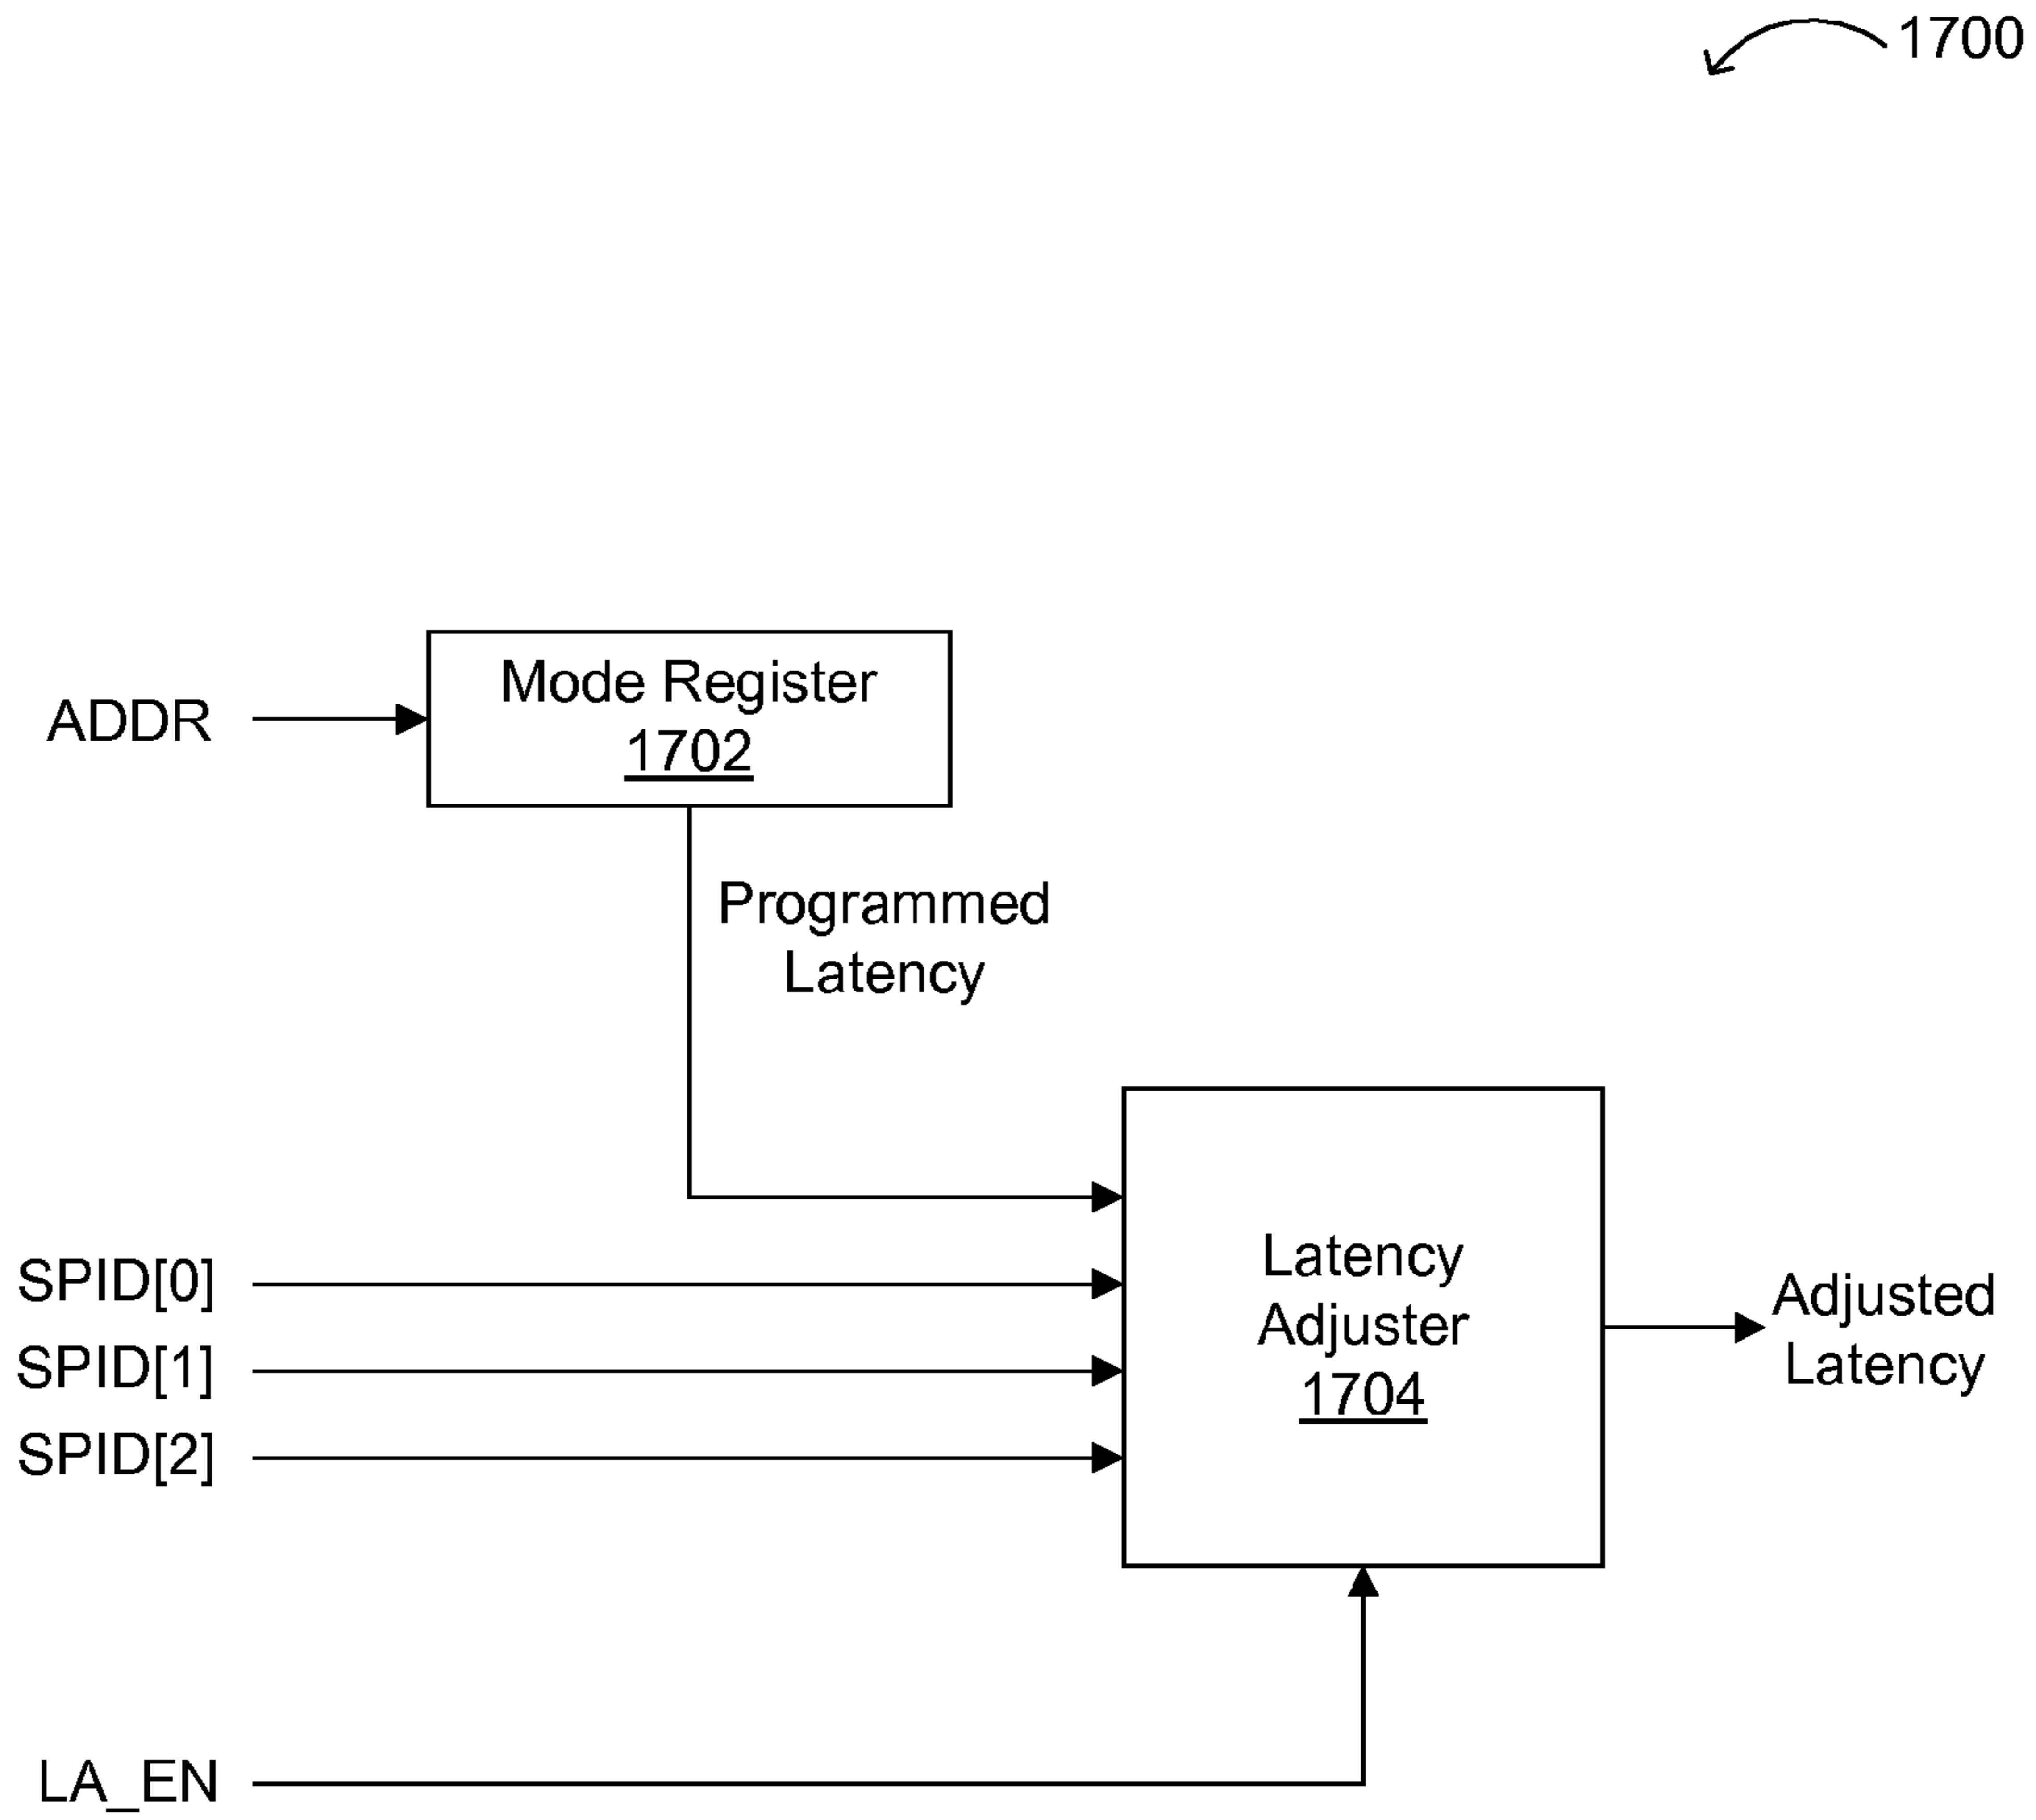 1700
ADDR
Mode Register
1702
Programmed
Latency
SPID[0]
SPID[1]
SPID[2]
Latency
Adjuster
1704
Adjusted
Latency
LA_EN